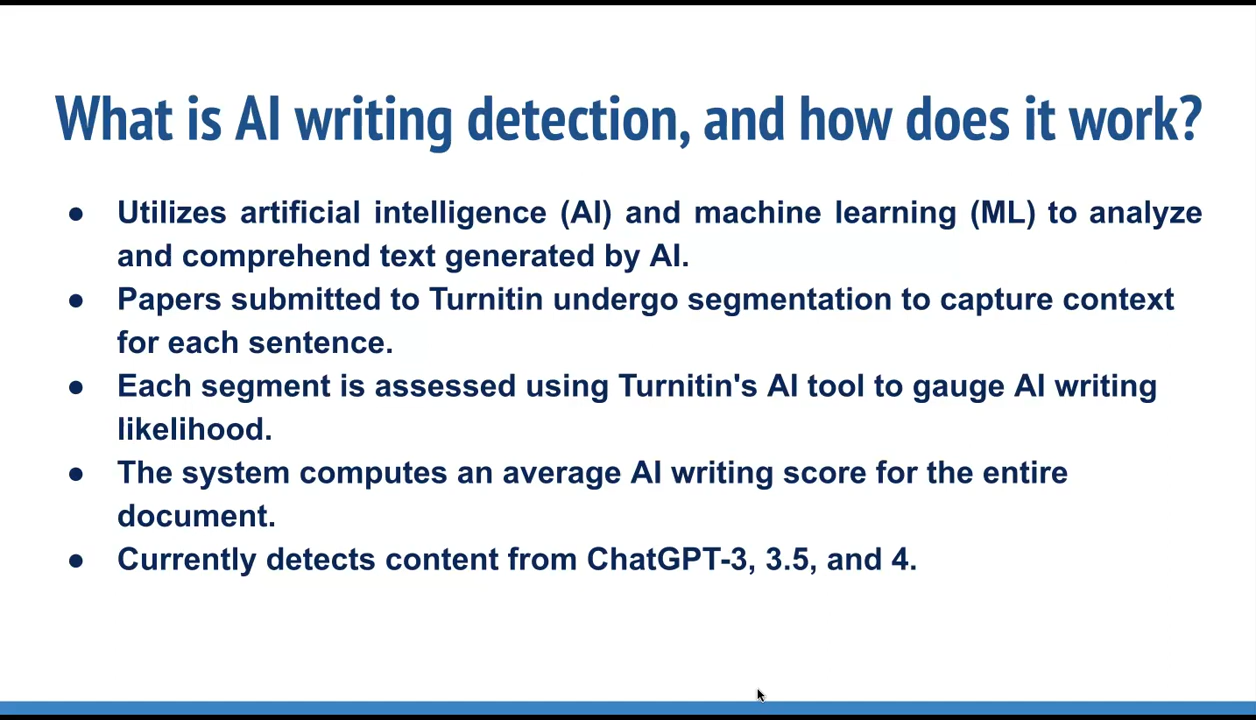 What is AI writing detection, and how does it work?
● Utilizes artificial intelligence (AI) and machine learning (ML) to analyze
and comprehend text generated by AI.
● Papers submitted to Turnitin undergo segmentation to capture context
for each sentence.
● Each segment is assessed using Turnitin's AI tool to gauge AI writing
likelihood.
● The system computes an average AI writing score for the entire
document.
● Currently detects content from ChatGPT-3, 3.5, and 4.